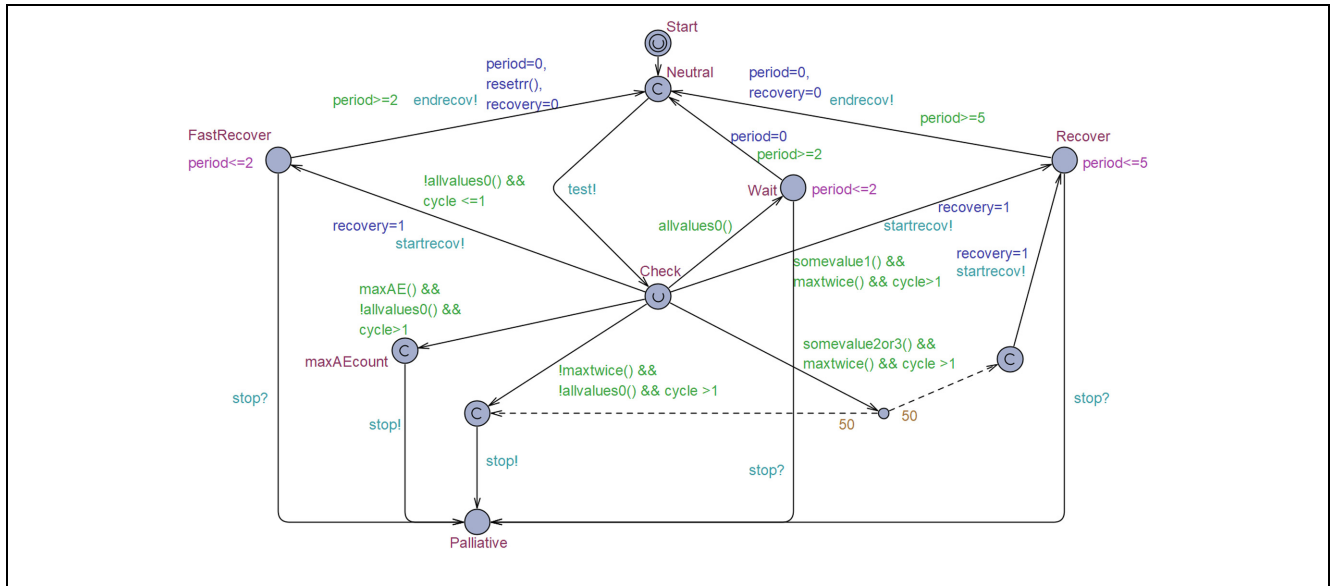 Start
period=0,
resetrr(),
recovery=0
Neutral
period=0,
recovery=0
C
period>=2
endrecov!
endrecov!
period>=5
FastRecover
period<=2
period=0
period>=2
Recover
period<=5
!allvalues0() &&
cycle <=1
test!
Wait
period<=2
recovery=1
startrecov!
allvalues0()
recovery=1
startrecov!
Check
somevalue1() &&
maxtwice() && cycle>1
recovery=1
startrecov!
maxAE() &&
!allvalues0() &&
cycle>1
C
maxAEcount
somevalue2or3() &&
maxtwice() && cycle >1
C
!maxtwice() &&
!allvalues0() && cycle >1
stop?
stop!
C
50
50
stop?
stop!
stop?
Palliative